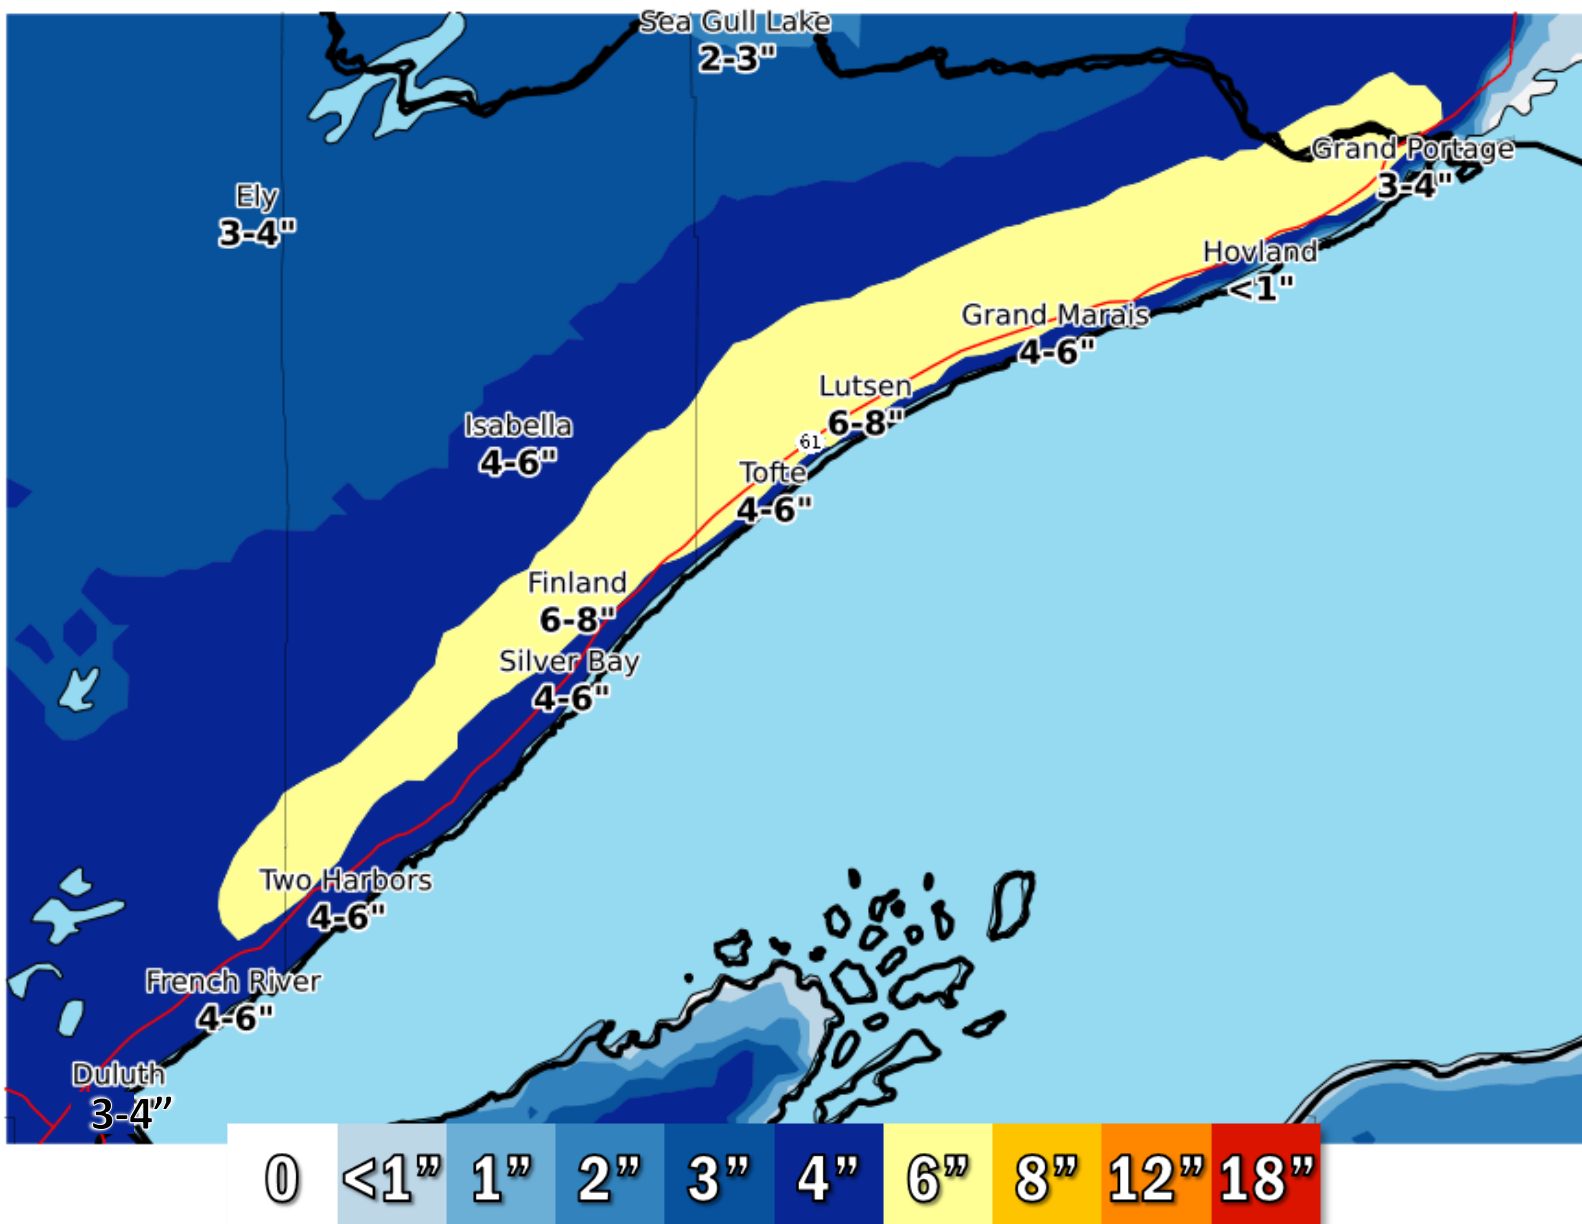 Sea Gull Lake
2-3"
Grand Portage
3-4"
Ely
3-4"
Hovland
<1"
Grand Marais
4-6"
Lutsen
6-8"
Isabella
4-6"
61
Tofte
4-6"
Finland
6-8"
Silver Bay
4-6"
Two Harbors
4-6"
French River
4-6"
Duluth
3-4”
0 <1” 1” 2” 3” 4” 6” 8” 12” 18”